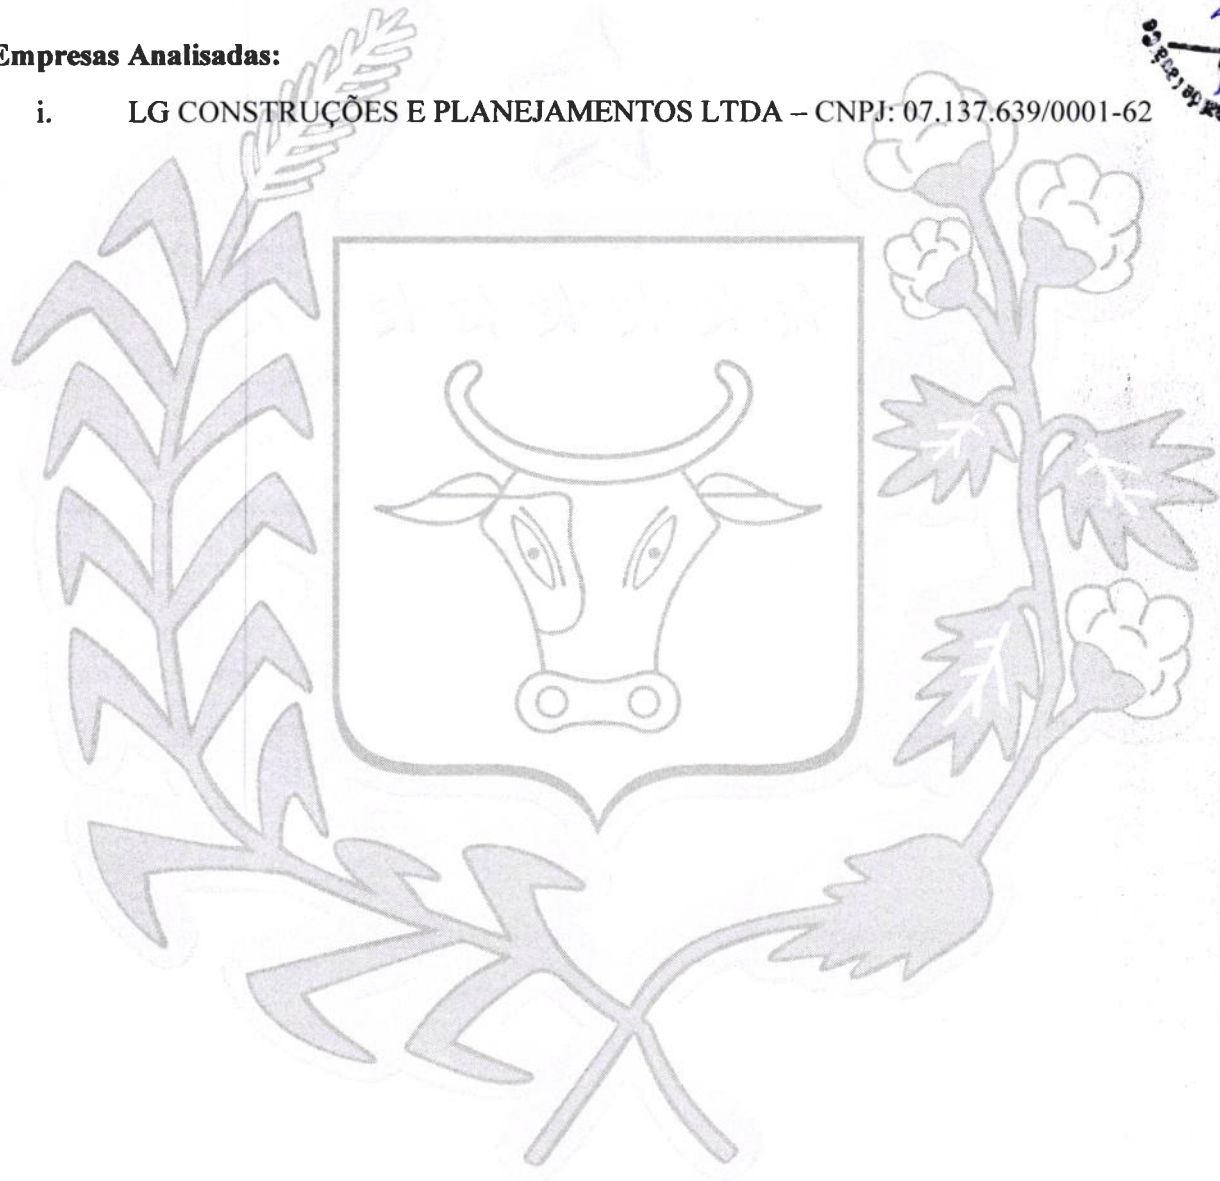 Empresas Analisadas:
i. LG CONSTRUÇÕES E PLANEJAMENTOS LTDA – CNPJ: 07.137.639/0001-62